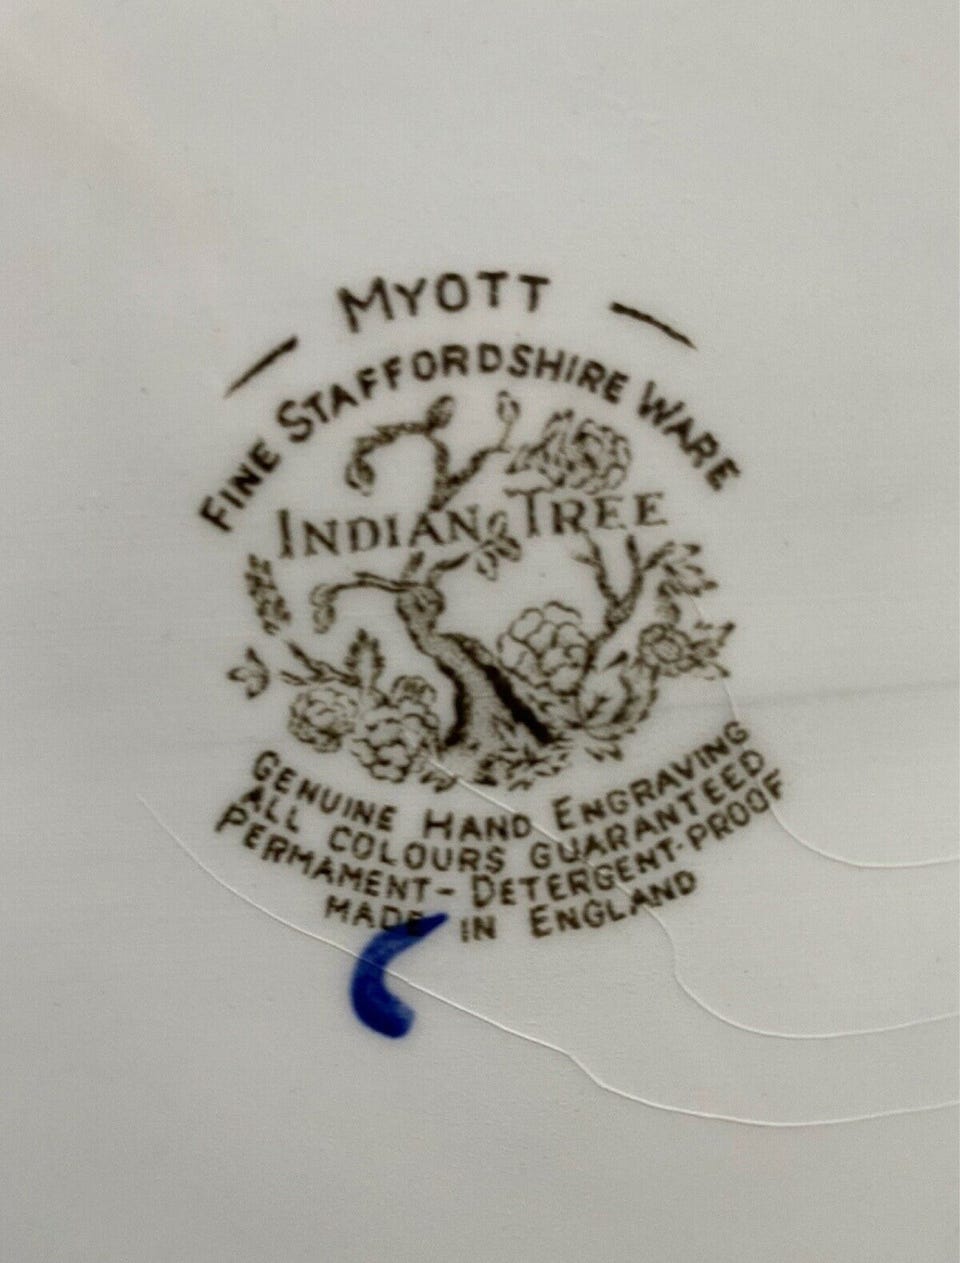 MYOTT
FINE STAFFORDSHIRE WARE
INDIAN TREE
GENUINE HAND ENGRAVING
ALL COLOURS GUARANTEED
PERMAMENT-DETERGENT-PROOF
MADE IN ENGLAND